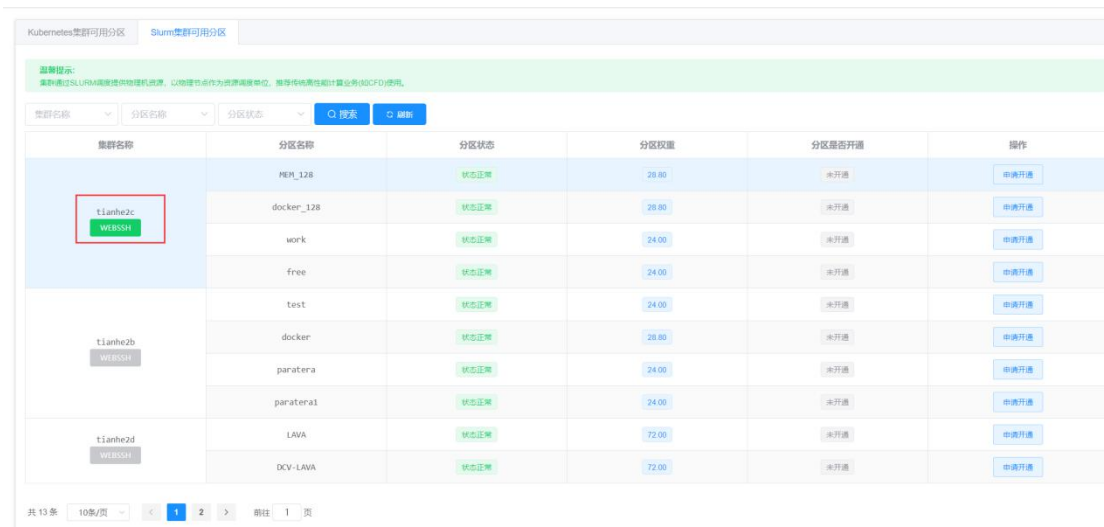 Kubernetes集群可用分区 Slurm集群可用分区
温馨提示:
集群通过SLURM调度提供物理机资源，以物理节点作为资源调度单位，推荐传统高性能计算业务(如CFD)使用。
集群名称 分区名称 分区状态 搜索 刷新
集群名称 分区名称 分区状态 分区权重 分区是否开通 操作
tianhe2c
WEBSSH
MEM_128 状态正常 28.80 未开通 申请开通
docker_128 状态正常 28.80 未开通 申请开通
work 状态正常 24.00 未开通 申请开通
free 状态正常 24.00 未开通 申请开通
tianhe2b
WEBSSH
test 状态正常 24.00 未开通 申请开通
docker 状态正常 28.80 未开通 申请开通
paratera 状态正常 24.00 未开通 申请开通
paratera1 状态正常 24.00 未开通 申请开通
tianhe2d
WEBSSH
LAVA 状态正常 72.00 未开通 申请开通
DCV-LAVA 状态正常 72.00 未开通 申请开通
共 13 条 10条/页 < 1 2 > 前往 1 页